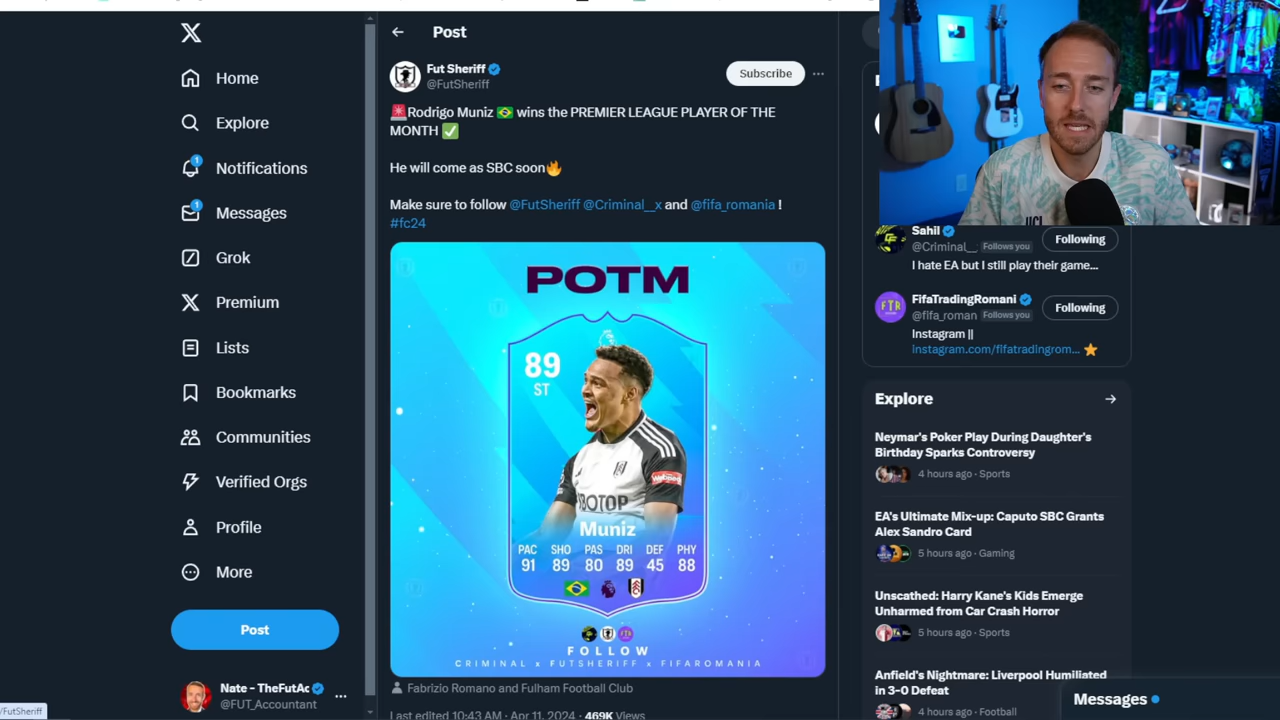 Home
Explore
1
Notifications
1
Messages
Grok
Premium
Lists
Bookmarks
Communities
Verified Orgs
Profile
More
Post
Nate - TheFutAc
@FUT_Accountant
/FutSheriff
Post
Fut Sheriff
@FutSheriff
Subscribe
🚨Rodrigo Muniz 🇧🇷 wins the PREMIER LEAGUE PLAYER OF THE
MONTH ✅
He will come as SBC soon🔥
Make sure to follow @FutSheriff @Criminal__x and @fifa_romania !
#fc24
POTM
89
ST
Webbeds
SBOTOP
Muniz
PAC SHO PAS DRI DEF PHY
91 89 80 89 45 88
FTR
FOLLOW
CRIMINAL x FUTSHERIFF x FIFAROMANIA
Fabrizio Romano and Fulham Football Club
Last edited 10:43 AM · Apr 11, 2024 · 469K Views
Sahil
@Criminal__ Follows you
Following
I hate EA but I still play their game...
FTR
FifaTradingRomani
@fifa_roman Follows you
Following
Instagram ||
instagram.com/fifatradingrom... ⭐
Explore
Neymar's Poker Play During Daughter's
Birthday Sparks Controversy
4 hours ago · Sports
EA's Ultimate Mix-up: Caputo SBC Grants
Alex Sandro Card
5 hours ago · Gaming
Unscathed: Harry Kane's Kids Emerge
Unharmed from Car Crash Horror
5 hours ago · Sports
Anfield's Nightmare: Liverpool Humiliated
in 3-0 Defeat
4 hours ago · Football
Messages